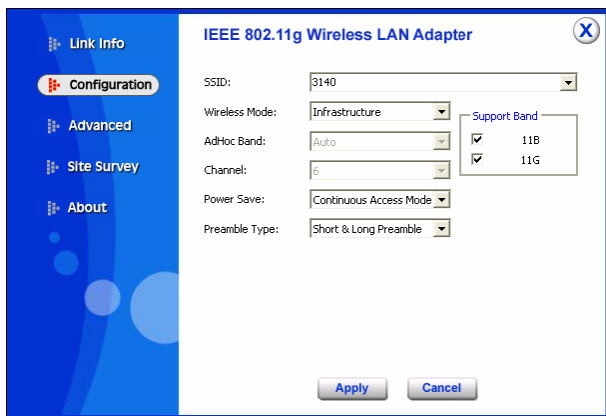 Link Info
Configuration
Advanced
Site Survey
About
IEEE 802.11g Wireless LAN Adapter
X
SSID: 3140
Wireless Mode: Infrastructure
Support Band
AdHoc Band: Auto
11B
Channel: 6
11G
Power Save: Continuous Access Mode
Preamble Type: Short & Long Preamble
Apply Cancel